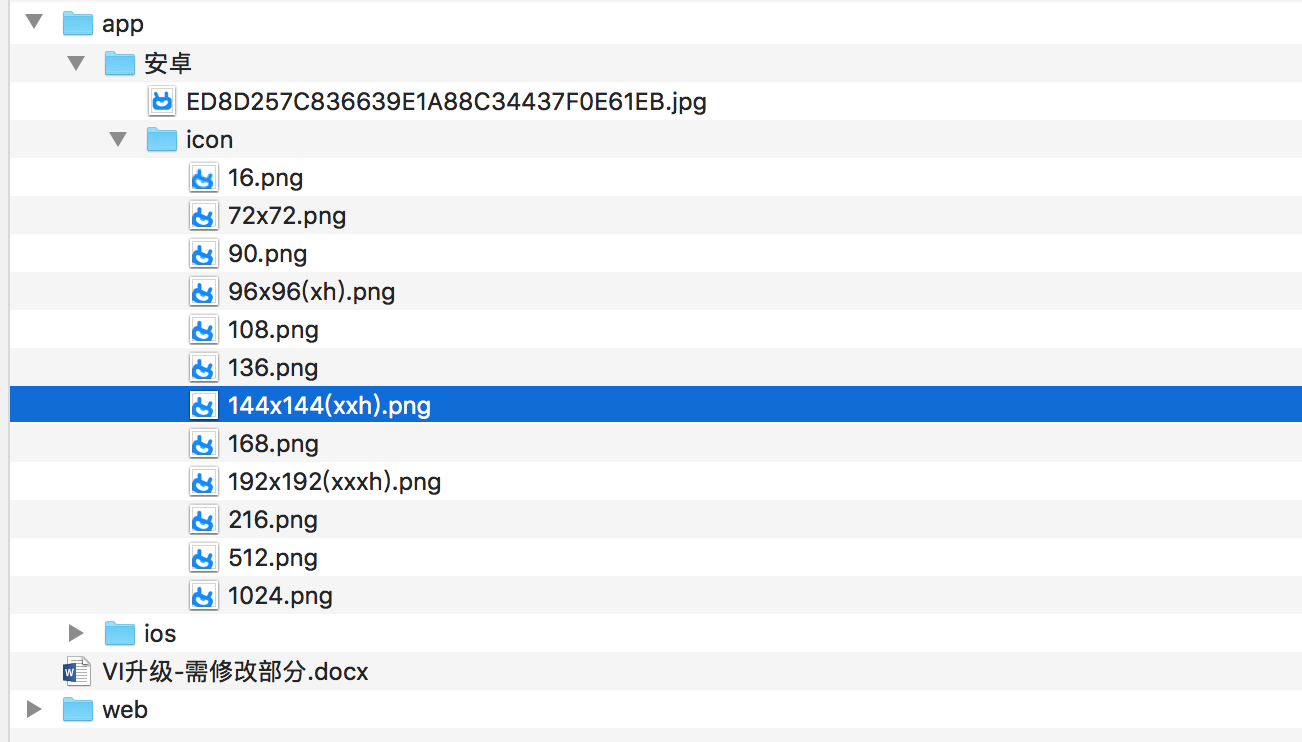 app
安卓
ED8D257C836639E1A88C34437F0E61EB.jpg
icon
16.png
72x72.png
90.png
96x96(xh).png
108.png
136.png
144x144(xxh).png
168.png
192x192(xxxh).png
216.png
512.png
1024.png
ios
W
VI升级-需修改部分.docx
web